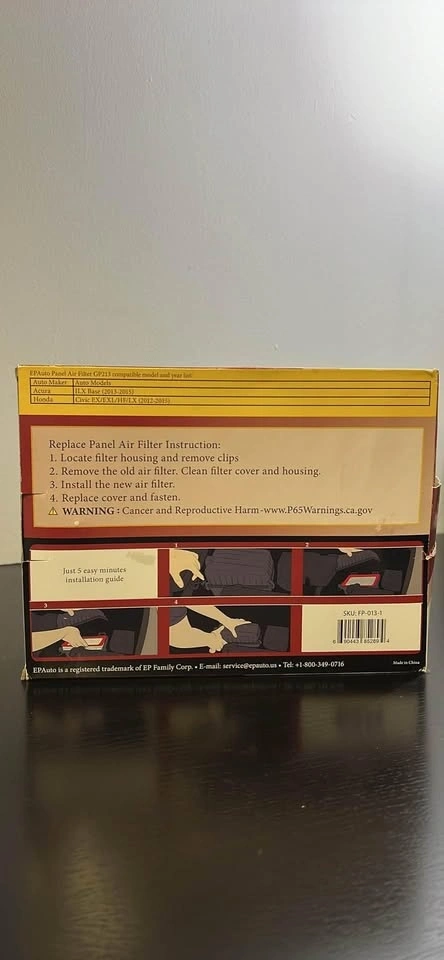 EPAuto Panel Air Filter GP213 compatible model and year list:
Auto Maker Auto Models
Acura ILX Base (2013-2015)
Honda Civic EX/EXL/HF/LX (2012-2015)
Replace Panel Air Filter Instruction:
1. Locate filter housing and remove clips
2. Remove the old air filter. Clean filter cover and housing.
3. Install the new air filter.
4. Replace cover and fasten.
⚠ WARNING : Cancer and Reproductive Harm-www.P65Warnings.ca.gov
Just 5 easy minutes
installation guide
1
2
3
4
SKU: FP-013-1
6 90443 85269 4
EPAuto is a registered trademark of EP Family Corp. • E-mail: service@epauto.us • Tel: +1-800-349-0716
Made in China